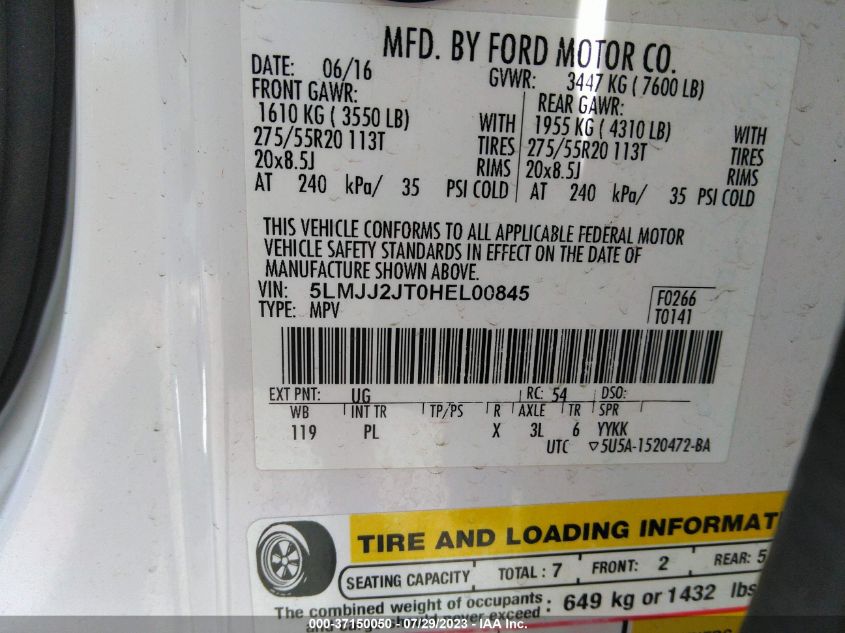 MFD. BY FORD MOTOR CO.
DATE: 06/16 GVWR: 3447 KG ( 7600 LB)
FRONT GAWR: REAR GAWR:
1610 KG ( 3550 LB) WITH 1955 KG ( 4310 LB) WITH
275/55R20 113T TIRES 275/55R20 113T TIRES
20x8.5J RIMS 20x8.5J RIMS
AT 240 kPa/ 35 PSI COLD AT 240 kPa/ 35 PSI COLD
THIS VEHICLE CONFORMS TO ALL APPLICABLE FEDERAL MOTOR
VEHICLE SAFETY STANDARDS IN EFFECT ON THE DATE OF
MANUFACTURE SHOWN ABOVE.
VIN: 5LMJJ2JT0HEL00845 F0266
TYPE: MPV T0141
EXT PNT: UG RC: 54 DSO:
WB INT TR TP/PS R AXLE TR SPR
119 PL X 3L 6 YYKK
UTC ▽5U5A-1520472-BA
TIRE AND LOADING INFORMAT
SEATING CAPACITY TOTAL : 7 FRONT: 2 REAR: 5
The combined weight of occupants : 649 kg or 1432 lbs
exceed
000-37150050 - 07/29/2023 - IAA Inc.